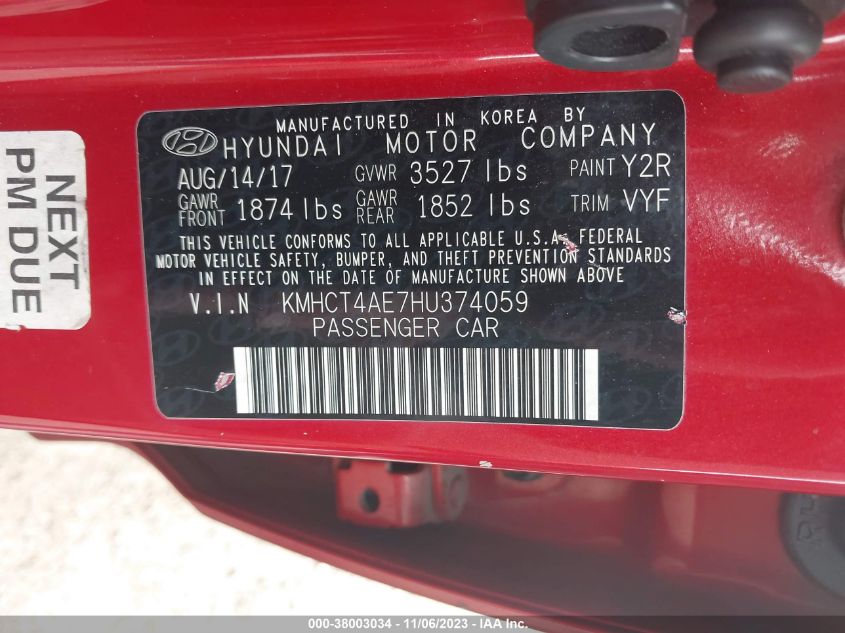 MANUFACTURED IN KOREA BY
HYUNDAI MOTOR COMPANY
AUG/14/17 GVWR 3527 lbs PAINT Y2R
GAWR FRONT 1874 lbs GAWR REAR 1852 lbs TRIM VYF
THIS VEHICLE CONFORMS TO ALL APPLICABLE U.S.A. FEDERAL
MOTOR VEHICLE SAFETY, BUMPER, AND THEFT PREVENTION STANDARDS
IN EFFECT ON THE DATE OF MANUFACTURE SHOWN ABOVE
V.I.N KMHCT4AE7HU374059
PASSENGER CAR
NEXT
PM DUE
000-38003034 - 11/06/2023 - IAA Inc.